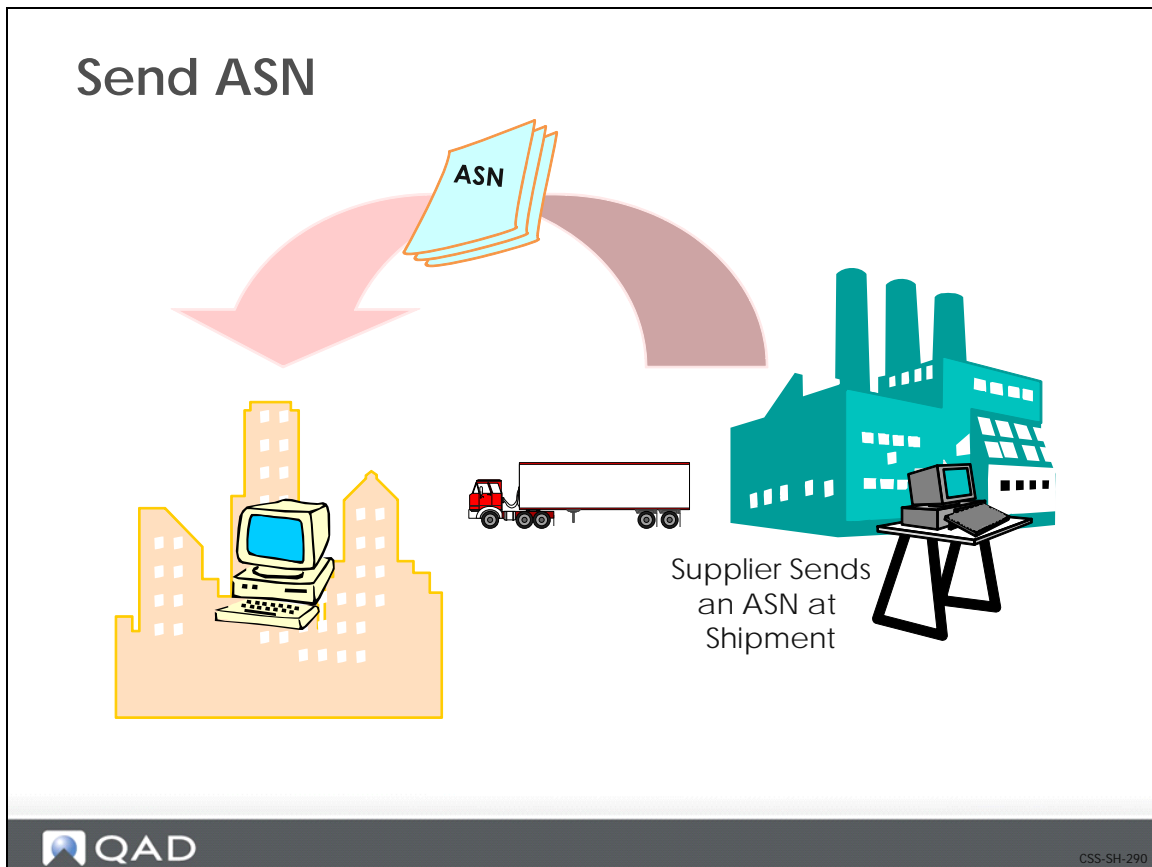 Send ASN
ASN
Supplier Sends
an ASN at
Shipment
QAD
CSS-SH-290